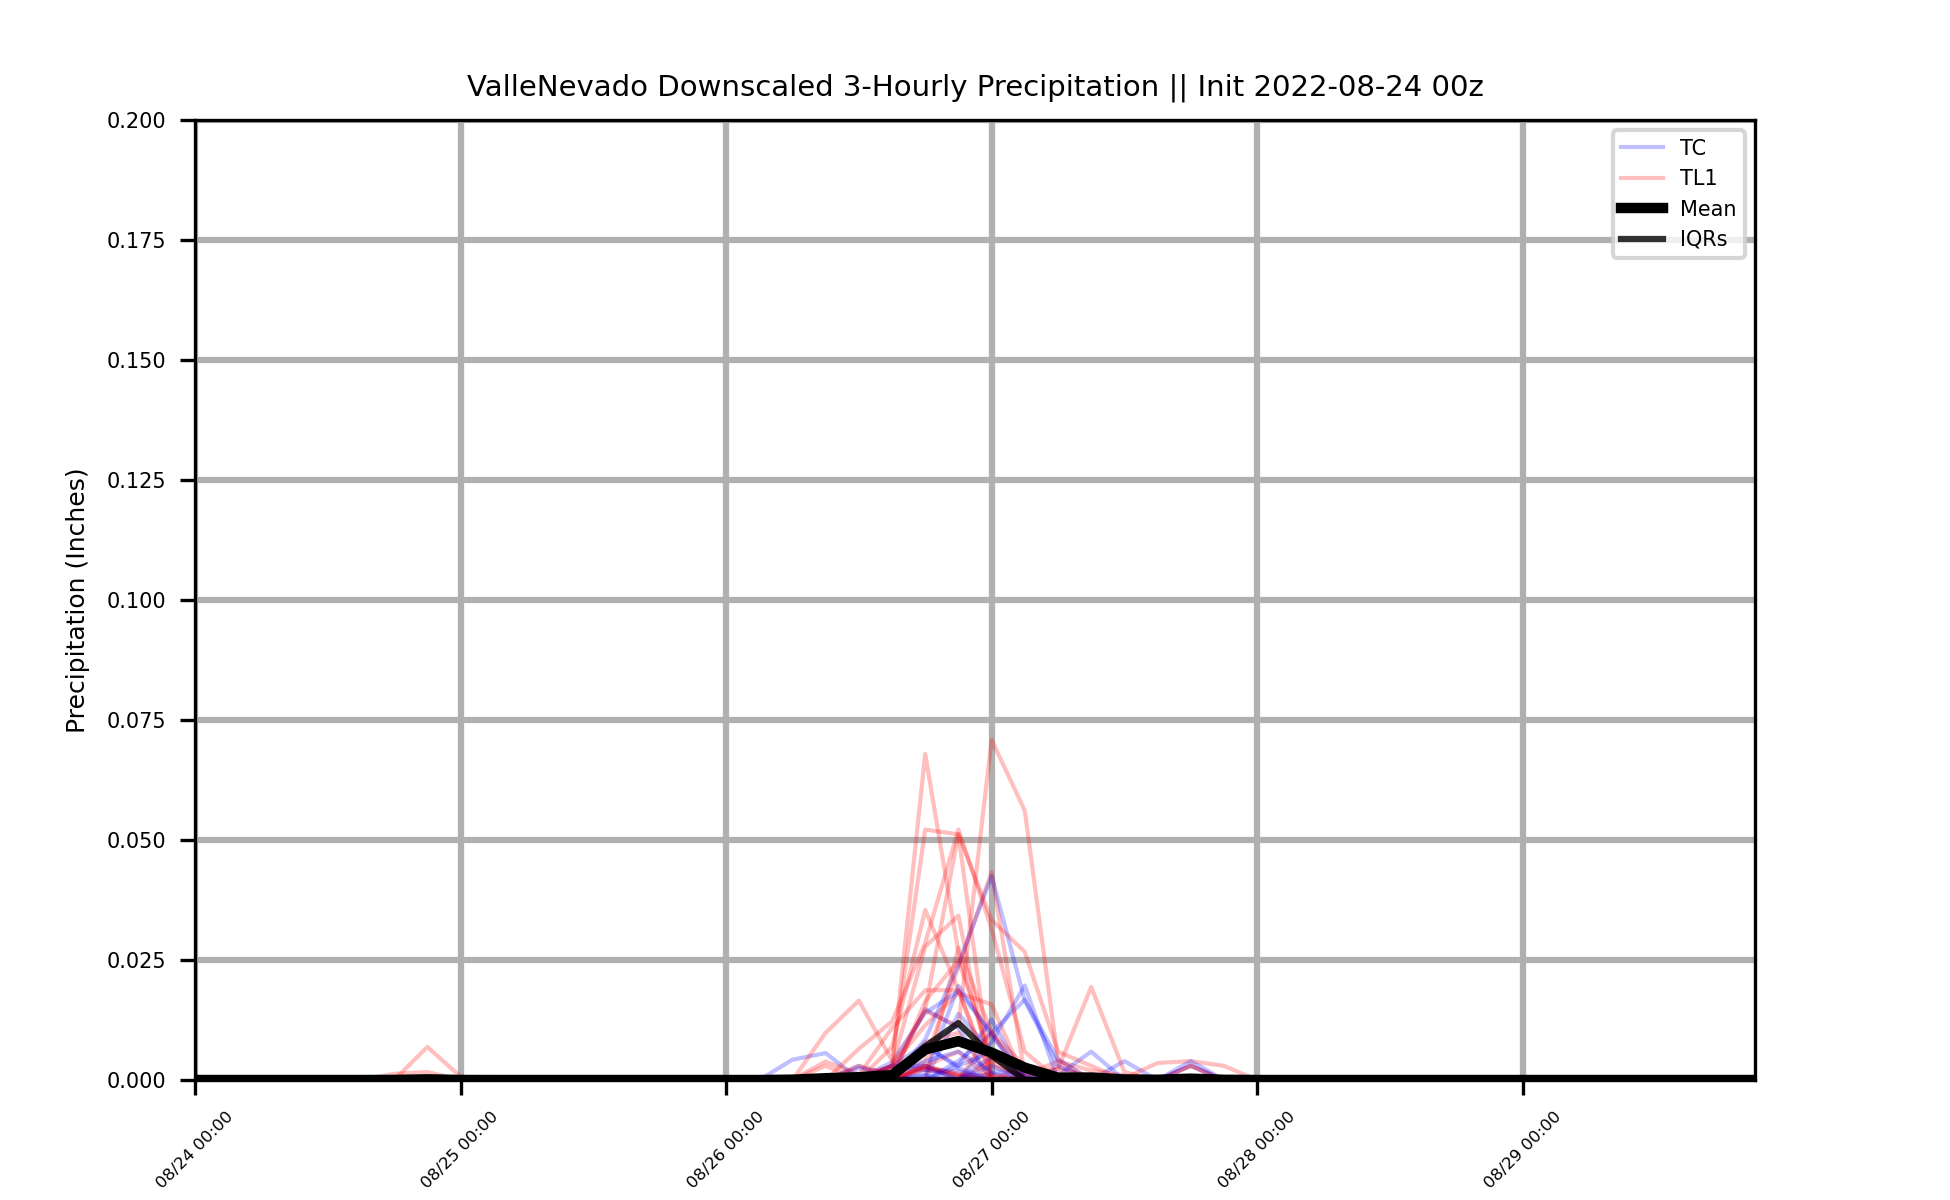 ValleNevado Downscaled 3-Hourly Precipitation || Init 2022-08-24 00z
Precipitation (Inches)
0.200
0.175
0.150
0.125
0.100
0.075
0.050
0.025
0.000
TC
TL1
Mean
IQRs
08/24 00:00
08/25 00:00
08/26 00:00
08/27 00:00
08/28 00:00
08/29 00:00